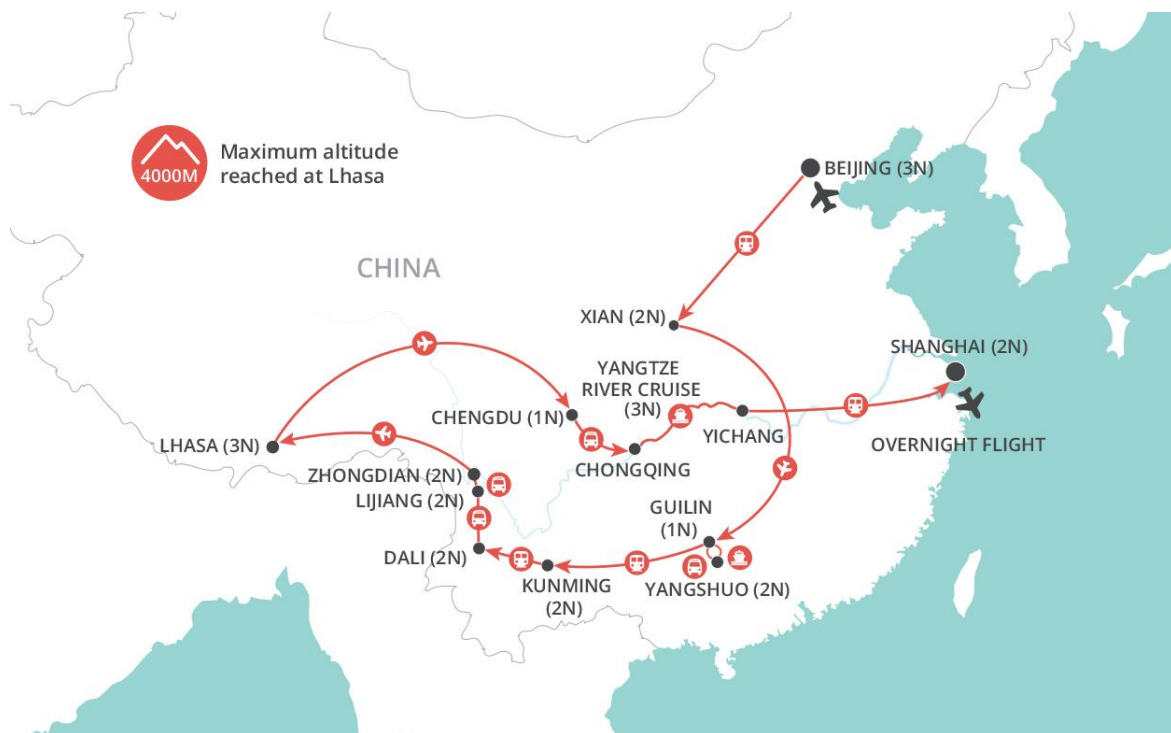 4000M
Maximum altitude
reached at Lhasa
BEIJING (3N)
CHINA
XIAN (2N)
SHANGHAI (2N)
YANGTZE
RIVER CRUISE
(3N)
CHENGDU (1N)
YICHANG
OVERNIGHT FLIGHT
LHASA (3N)
CHONGQING
ZHONGDIAN (2N)
LIJIANG (2N)
GUILIN
(1N)
DALI (2N)
KUNMING
(2N)
YANGSHUO (2N)